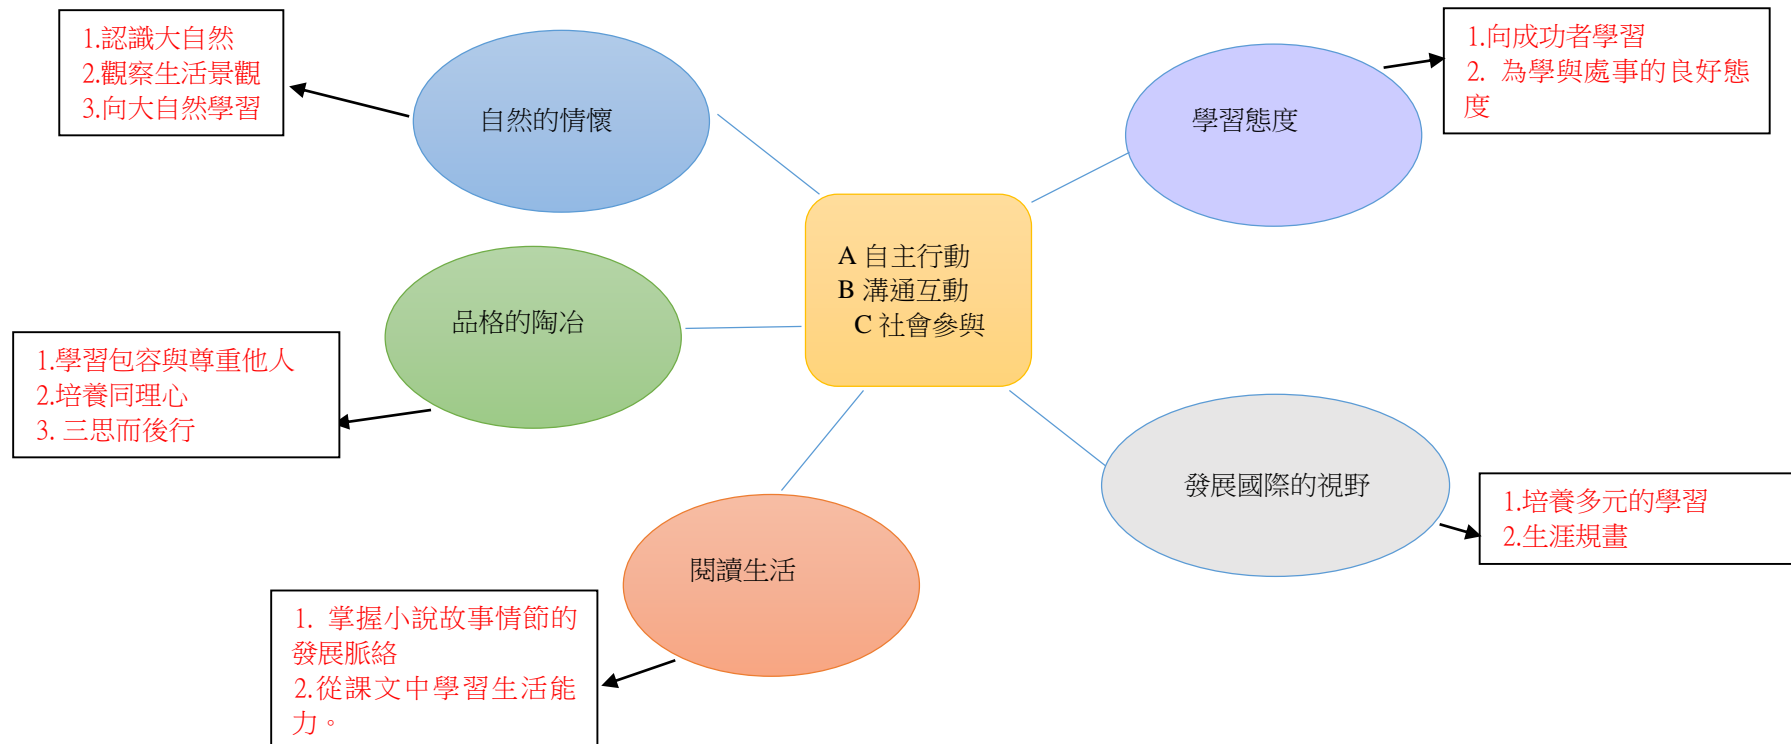 1.認識大自然
2.觀察生活景觀
3.向大自然學習
自然的情懷
學習態度
1.向成功者學習
2. 為學與處事的良好態
度
A 自主行動
B 溝通互動
C 社會參與
品格的陶冶
1.學習包容與尊重他人
2.培養同理心
3. 三思而後行
發展國際的視野
1.培養多元的學習
2.生涯規畫
閱讀生活
1. 掌握小說故事情節的
發展脈絡
2.從課文中學習生活能
力。